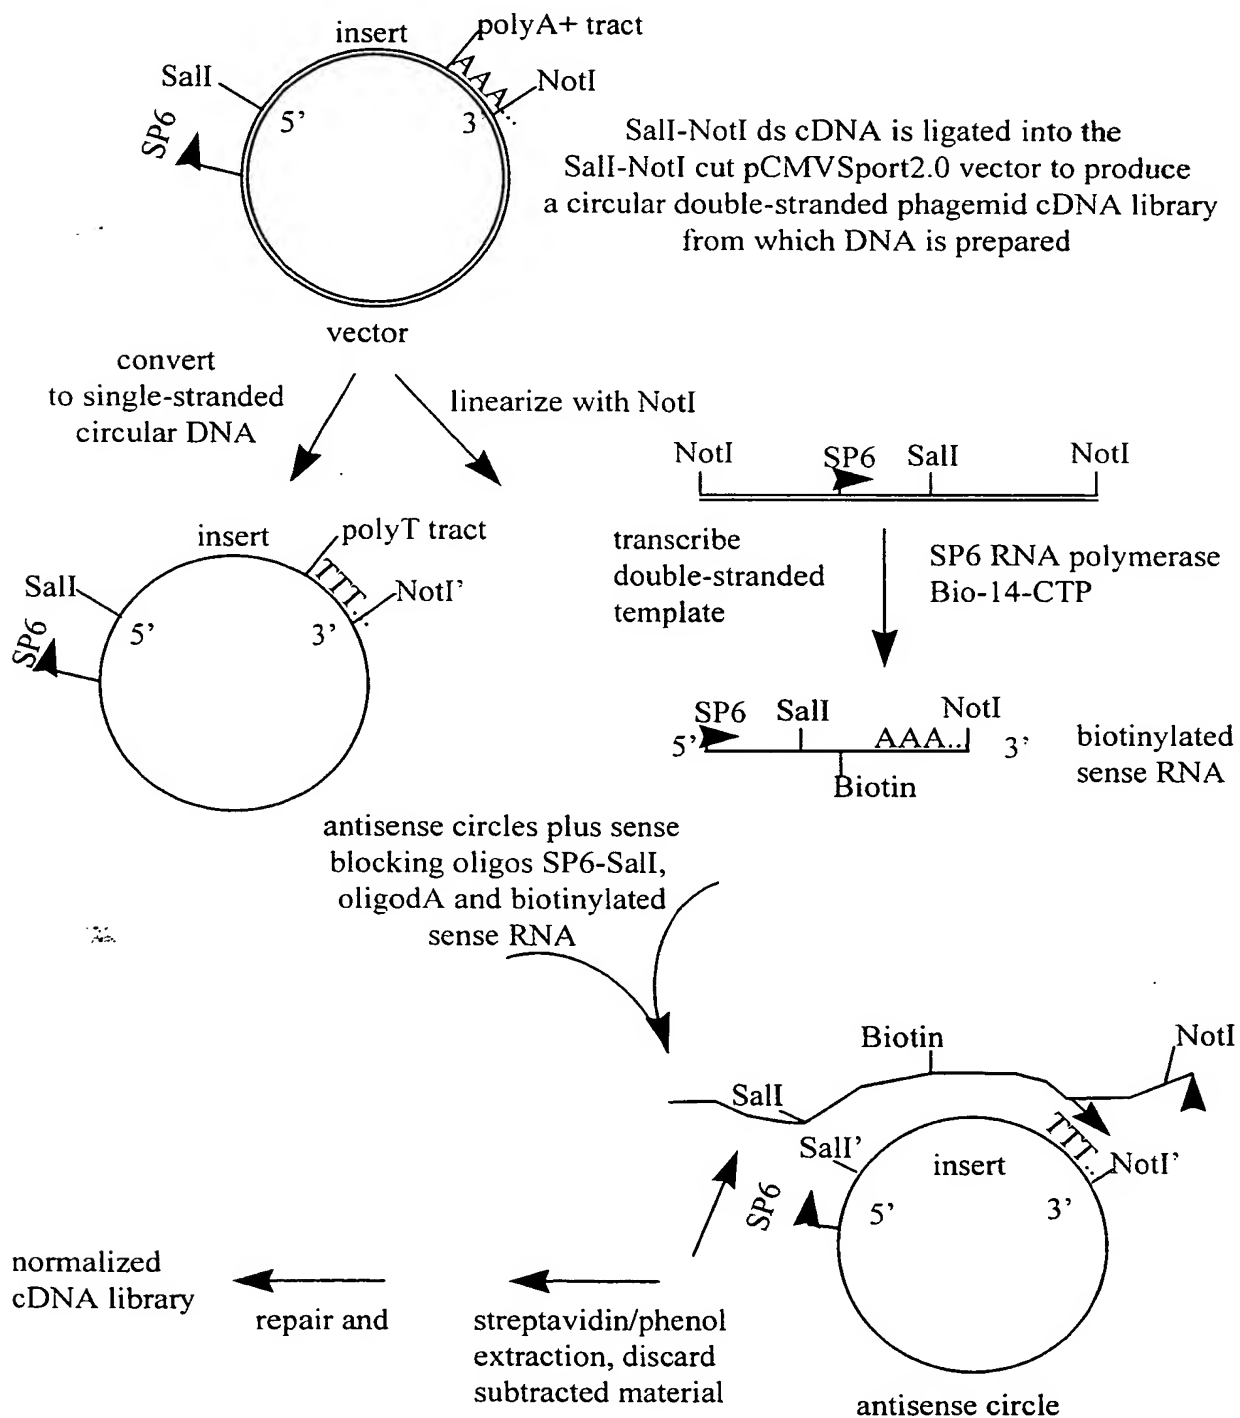 polyA+ tract
insert
AAA...
SalI
NotI
SP6
5'
3'
SalI-NotI ds cDNA is ligated into the
SalI-NotI cut pCMVSport2.0 vector to produce
a circular double-stranded phagemid cDNA library
from which DNA is prepared
vector
convert
to single-stranded
circular DNA
linearize with NotI
NotI
SP6
SalI
NotI
insert
polyT tract
TTT...
SalI
NotI'
SP6
5'
3'
transcribe
double-stranded
template
SP6 RNA polymerase
Bio-14-CTP
SP6
SalI
NotI
5'
AAA...
3'
Biotin
biotinylated
sense RNA
antisense circles plus sense
blocking oligos SP6-SalI,
oligodA and biotinylated
sense RNA
Biotin
NotI
SalI
TTT...
SalI'
insert
NotI'
SP6
5'
3'
normalized
cDNA library
repair and
streptavidin/phenol
extraction, discard
subtracted material
antisense circle